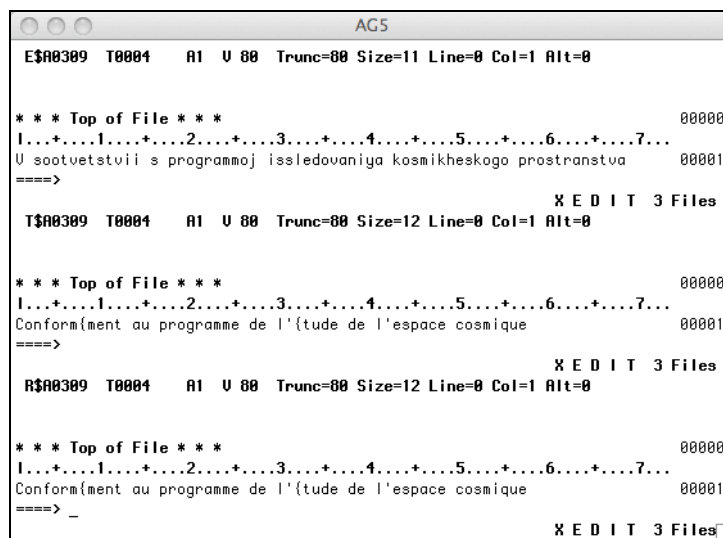 AG5
E$A0309 T0004 A1 V 80 Trunc=80 Size=11 Line=0 Col=1 Alt=0
* * * Top of File * * * 00000
|...+....1....+....2....+....3....+....4....+....5....+....6....+....7...
V sootvetstvii s programmoj issledovaniya kosmikheskogo prostranstva 00001
====>
X E D I T 3 Files
T$A0309 T0004 A1 V 80 Trunc=80 Size=12 Line=0 Col=1 Alt=0
* * * Top of File * * * 00000
|...+....1....+....2....+....3....+....4....+....5....+....6....+....7...
Conform{ment au programme de l'{tude de l'espace cosmique 00001
====>
X E D I T 3 Files
R$A0309 T0004 A1 V 80 Trunc=80 Size=12 Line=0 Col=1 Alt=0
* * * Top of File * * * 00000
|...+....1....+....2....+....3....+....4....+....5....+....6....+....7...
Conform{ment au programme de l'{tude de l'espace cosmique 00001
====> _
X E D I T 3 Files